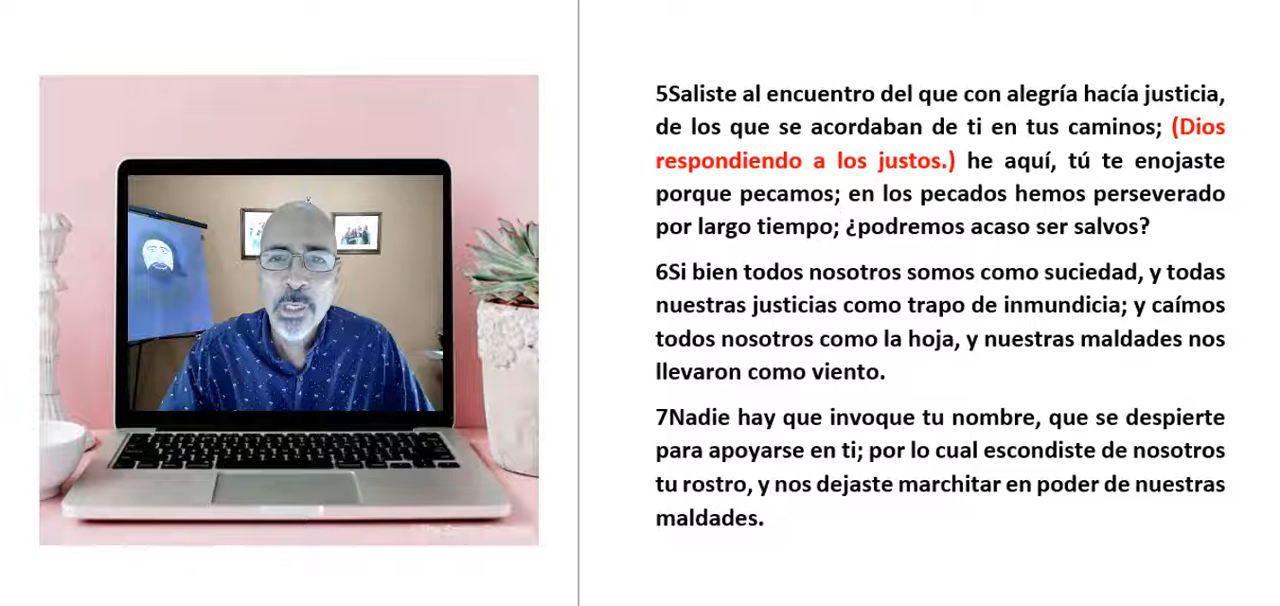 5Saliste al encuentro del que con alegría hacía justicia,
de los que se acordaban de ti en tus caminos; (Dios
respondiendo a los justos.) he aquí, tú te enojaste
porque pecamos; en los pecados hemos perseverado
por largo tiempo; ¿podremos acaso ser salvos?
6Si bien todos nosotros somos como suciedad, y todas
nuestras justicias como trapo de inmundicia; y caímos
todos nosotros como la hoja, y nuestras maldades nos
llevaron como viento.
7Nadie hay que invoque tu nombre, que se despierte
para apoyarse en ti; por lo cual escondiste de nosotros
tu rostro, y nos dejaste marchitar en poder de nuestras
maldades.